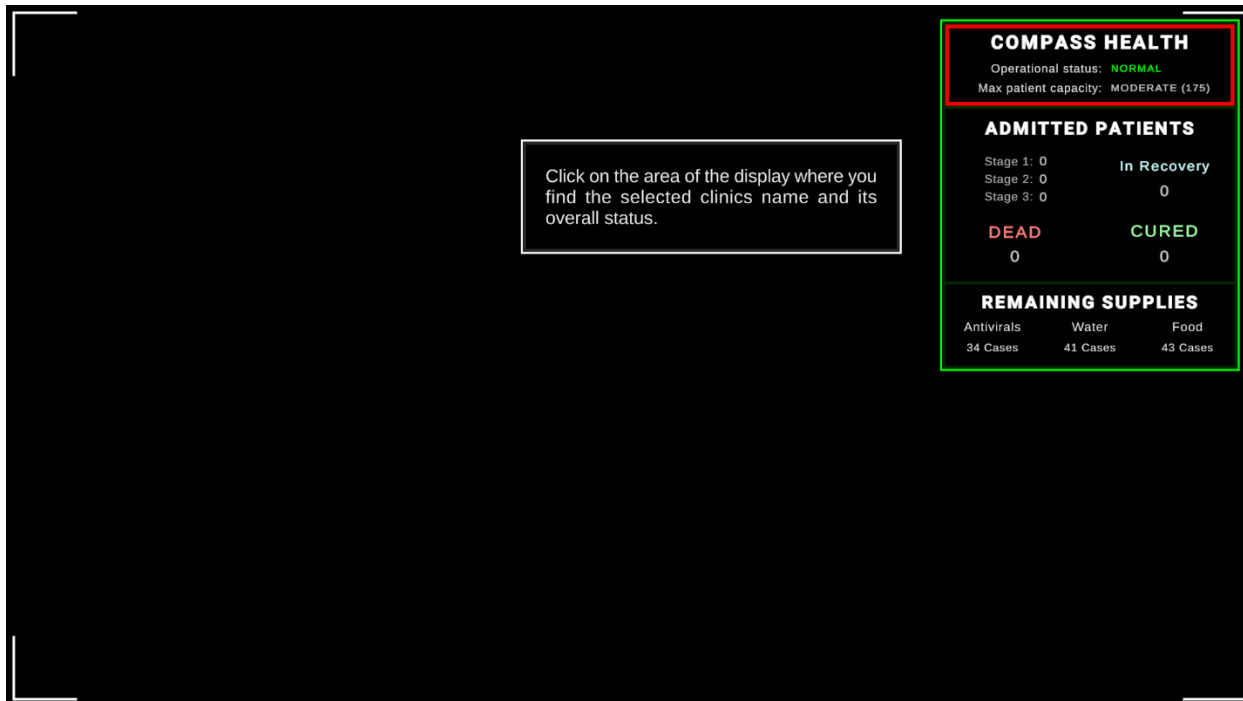 COMPASS HEALTH
Operational status: NORMAL
Max patient capacity: MODERATE (175)
Click on the area of the display where you
find the selected clinics name and its
overall status.
ADMITTED PATIENTS
Stage 1: 0
Stage 2: 0
Stage 3: 0
In Recovery
0
DEAD
0
CURED
0
REMAINING SUPPLIES
Antivirals Water Food
34 Cases 41 Cases 43 Cases